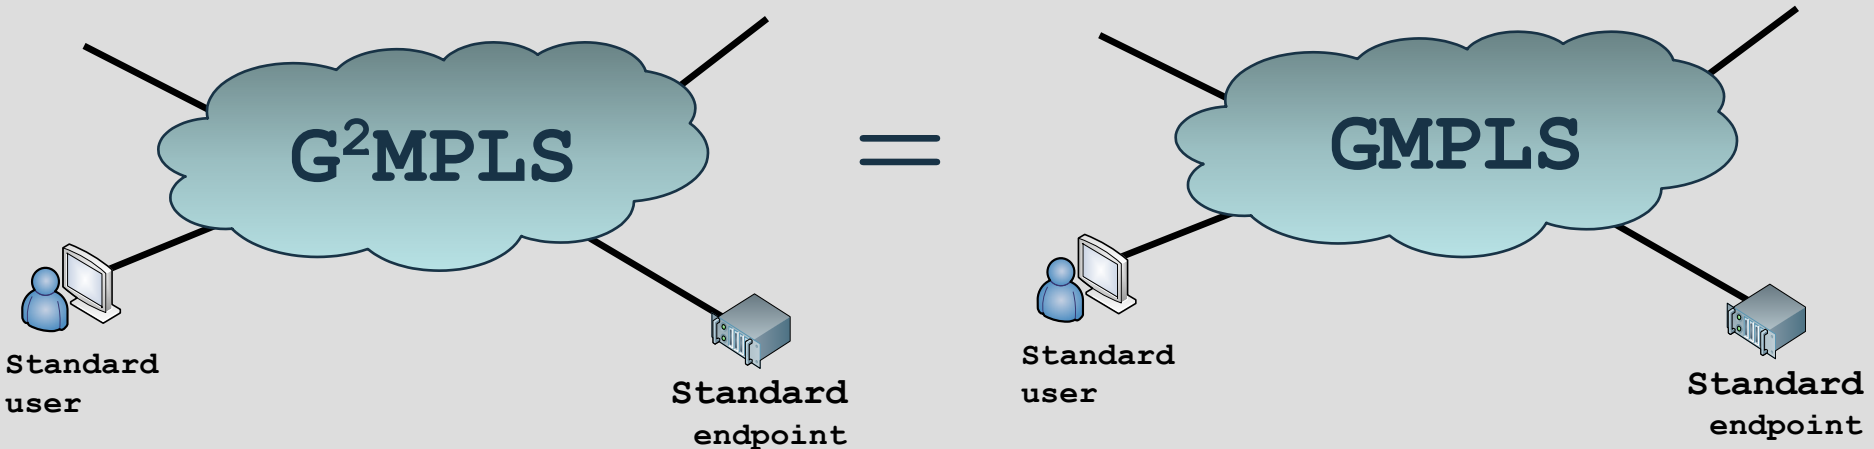 G²MPLS
=
GMPLS
Standard
user
Standard
endpoint
Standard
user
Standard
endpoint